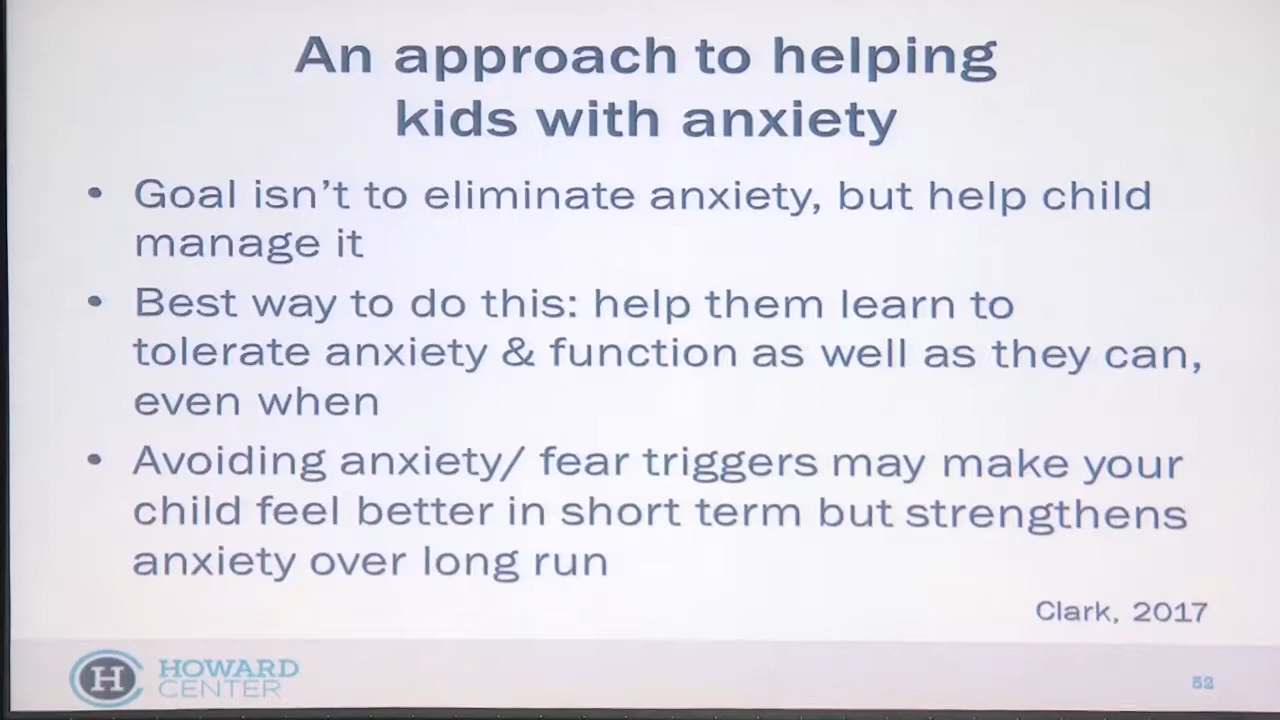 An approach to helping
kids with anxiety
• Goal isn't to eliminate anxiety, but help child
manage it
• Best way to do this: help them learn to
tolerate anxiety & function as well as they can,
even when
• Avoiding anxiety/ fear triggers may make your
child feel better in short term but strengthens
anxiety over long run
Clark, 2017
H HOWARD
CENTER
52